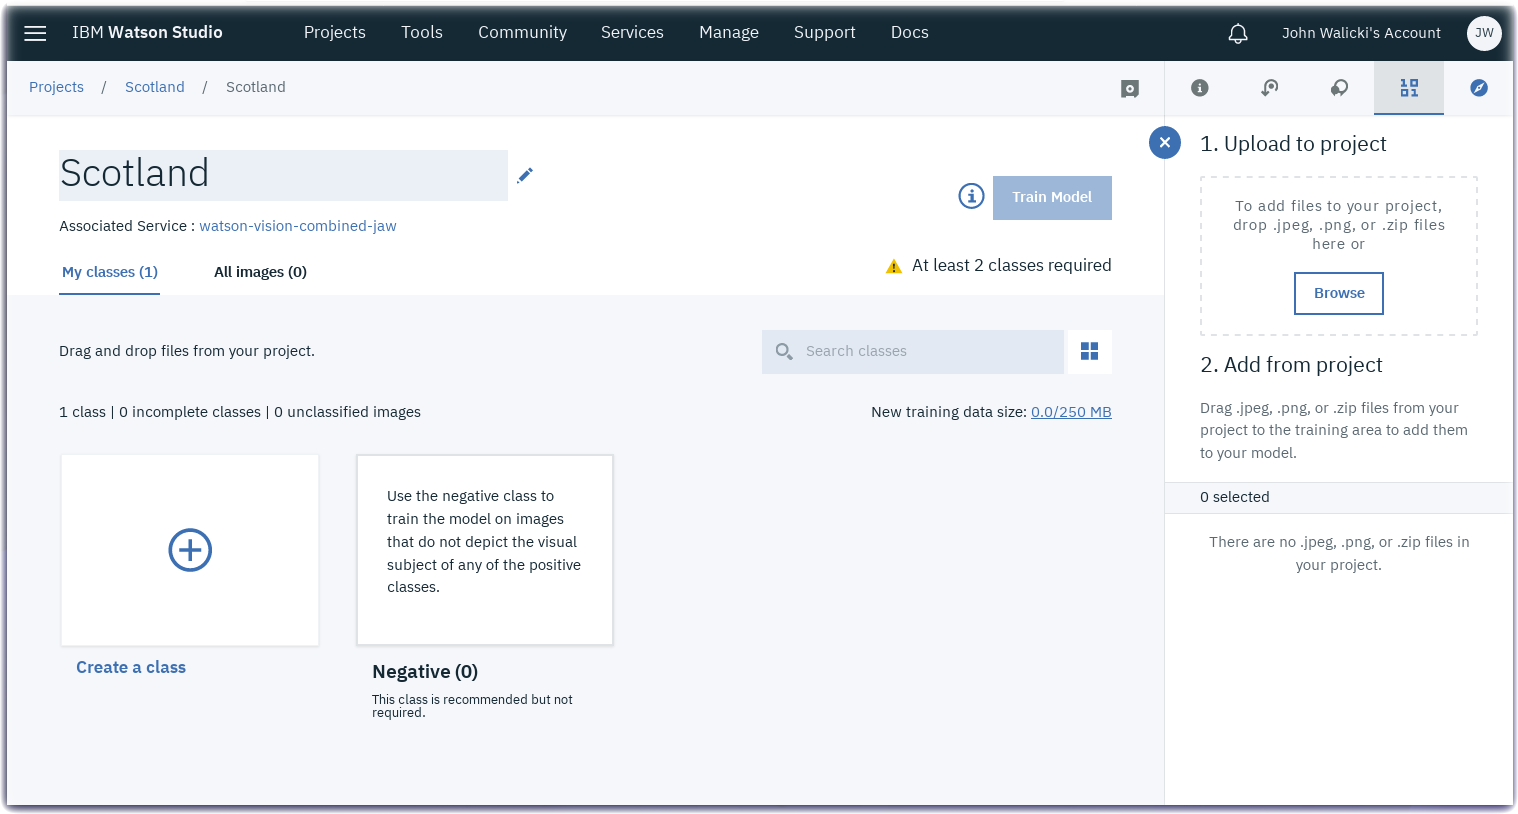 IBM Watson Studio
Projects
Tools
Community
Services
Manage
Support
Docs
John Walicki's Account
JW
Projects / Scotland / Scotland
Scotland
Associated Service : watson-vision-combined-jaw
Train Model
My classes (1)
All images (0)
At least 2 classes required
Drag and drop files from your project.
Search classes
1 class | 0 incomplete classes | 0 unclassified images
New training data size: 0.0/250 MB
Create a class
Use the negative class to
train the model on images
that do not depict the visual
subject of any of the positive
classes.
Negative (0)
This class is recommended but not
required.
1. Upload to project
To add files to your project,
drop .jpeg, .png, or .zip files
here or
Browse
2. Add from project
Drag .jpeg, .png, or .zip files from your
project to the training area to add them
to your model.
0 selected
There are no .jpeg, .png, or .zip files in
your project.